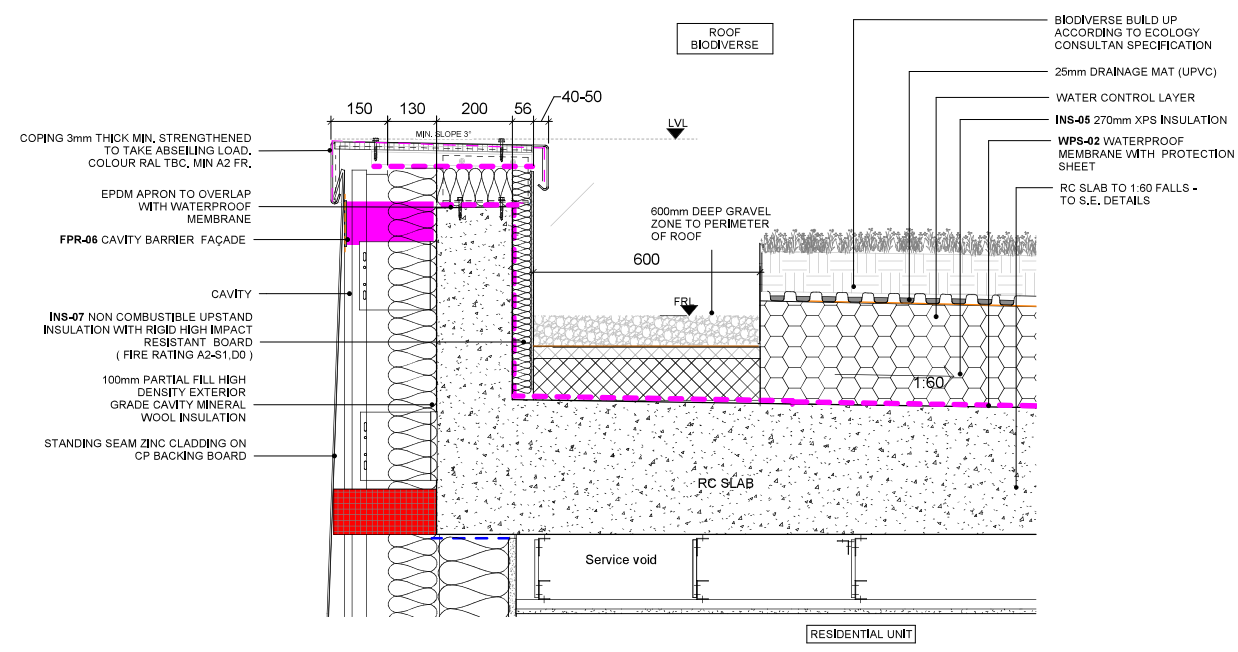 ROOF
BIODIVERSE
BIODIVERSE BUILD UP
ACCORDING TO ECOLOGY
CONSULTAN SPECIFICATION
25mm DRAINAGE MAT (UPVC)
WATER CONTROL LAYER
INS-05 270mm XPS INSULATION
WPS-02 WATERPROOF
MEMBRANE WITH PROTECTION
SHEET
RC SLAB TO 1:60 FALLS -
TO S.E. DETAILS
150 130 200 56 40-50
MIN. SLOPE 3°
LVL
COPING 3mm THICK MIN, STRENGTHENED
TO TAKE ABSEILING LOAD.
COLOUR RAL TBC. MIN A2 FR.
EPDM APRON TO OVERLAP
WITH WATERPROOF
MEMBRANE
FPR-06 CAVITY BARRIER FAÇADE
CAVITY
INS-07 NON COMBUSTIBLE UPSTAND
INSULATION WITH RIGID HIGH IMPACT
RESISTANT BOARD
( FIRE RATING A2-S1,D0 )
100mm PARTIAL FILL HIGH
DENSITY EXTERIOR
GRADE CAVITY MINERAL
WOOL INSULATION
STANDING SEAM ZINC CLADDING ON
CP BACKING BOARD
600mm DEEP GRAVEL
ZONE TO PERIMETER
OF ROOF
600
FRL
1:60
RC SLAB
Service void
RESIDENTIAL UNIT